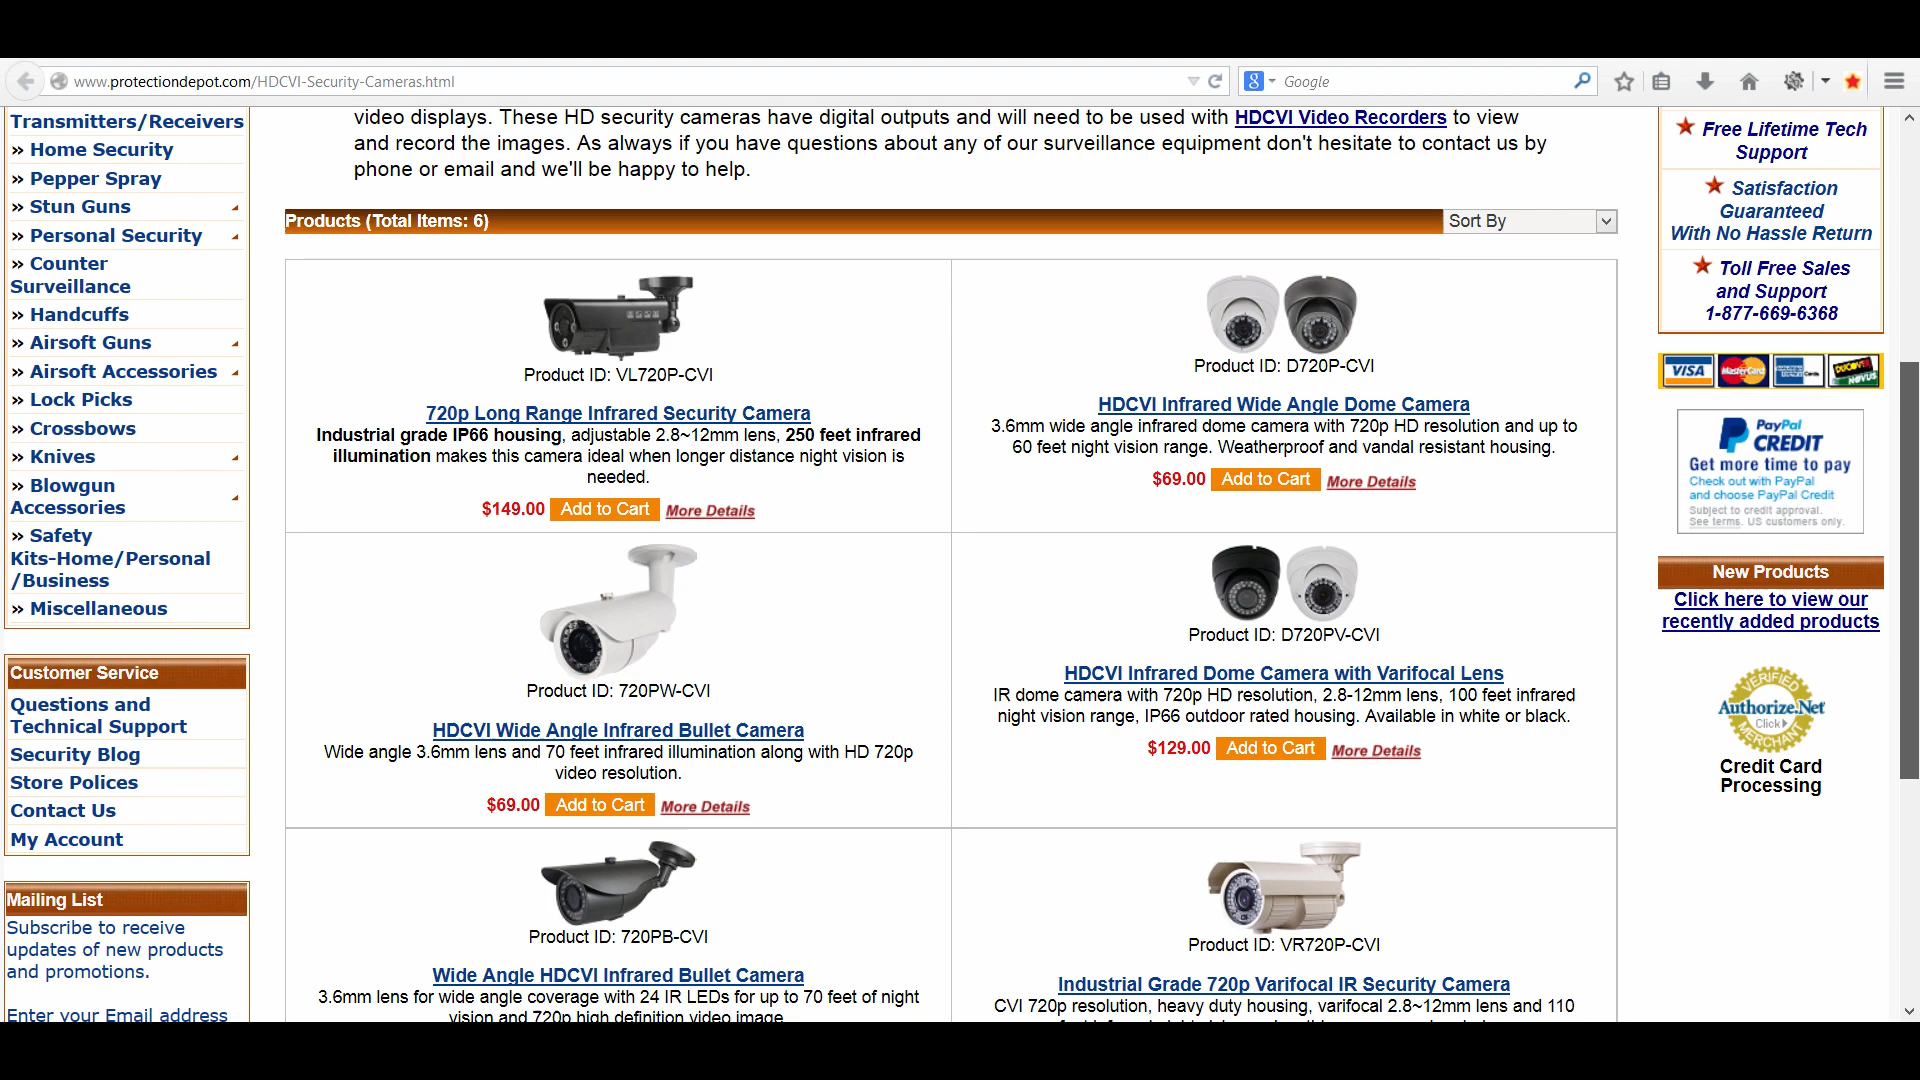 www.protectiondepot.com/HDCVI-Security-Cameras.html
Google
Transmitters/Receivers
» Home Security
» Pepper Spray
» Stun Guns
» Personal Security
» Counter
Surveillance
» Handcuffs
» Airsoft Guns
» Airsoft Accessories
» Lock Picks
» Crossbows
» Knives
» Blowgun
Accessories
» Safety
Kits-Home/Personal
/Business
» Miscellaneous
Customer Service
Questions and
Technical Support
Security Blog
Store Polices
Contact Us
My Account
Mailing List
Subscribe to receive
updates of new products
and promotions.
Enter your Email address
video displays. These HD security cameras have digital outputs and will need to be used with HDCVI Video Recorders to view
and record the images. As always if you have questions about any of our surveillance equipment don't hesitate to contact us by
phone or email and we'll be happy to help.
Products (Total Items: 6)
Sort By
Product ID: VL720P-CVI
720p Long Range Infrared Security Camera
Industrial grade IP66 housing, adjustable 2.8~12mm lens, 250 feet infrared
illumination makes this camera ideal when longer distance night vision is
needed.
$149.00 Add to Cart More Details
Product ID: D720P-CVI
HDCVI Infrared Wide Angle Dome Camera
3.6mm wide angle infrared dome camera with 720p HD resolution and up to
60 feet night vision range. Weatherproof and vandal resistant housing.
$69.00 Add to Cart More Details
Product ID: 720PW-CVI
HDCVI Wide Angle Infrared Bullet Camera
Wide angle 3.6mm lens and 70 feet infrared illumination along with HD 720p
video resolution.
$69.00 Add to Cart More Details
Product ID: D720PV-CVI
HDCVI Infrared Dome Camera with Varifocal Lens
IR dome camera with 720p HD resolution, 2.8-12mm lens, 100 feet infrared
night vision range, IP66 outdoor rated housing. Available in white or black.
$129.00 Add to Cart More Details
Product ID: 720PB-CVI
Wide Angle HDCVI Infrared Bullet Camera
3.6mm lens for wide angle coverage with 24 IR LEDs for up to 70 feet of night
vision and 720p high definition video image
Product ID: VR720P-CVI
Industrial Grade 720p Varifocal IR Security Camera
CVI 720p resolution, heavy duty housing, varifocal 2.8~12mm lens and 110
Free Lifetime Tech
Support
Satisfaction
Guaranteed
With No Hassle Return
Toll Free Sales
and Support
1-877-669-6368
VISA MasterCard
PayPal
CREDIT
Get more time to pay
Check out with PayPal
and choose PayPal Credit
Subject to credit approval.
See terms. US customers only.
New Products
Click here to view our
recently added products
VERIFIED
Authorize.Net
Click
MERCHANT
Credit Card
Processing